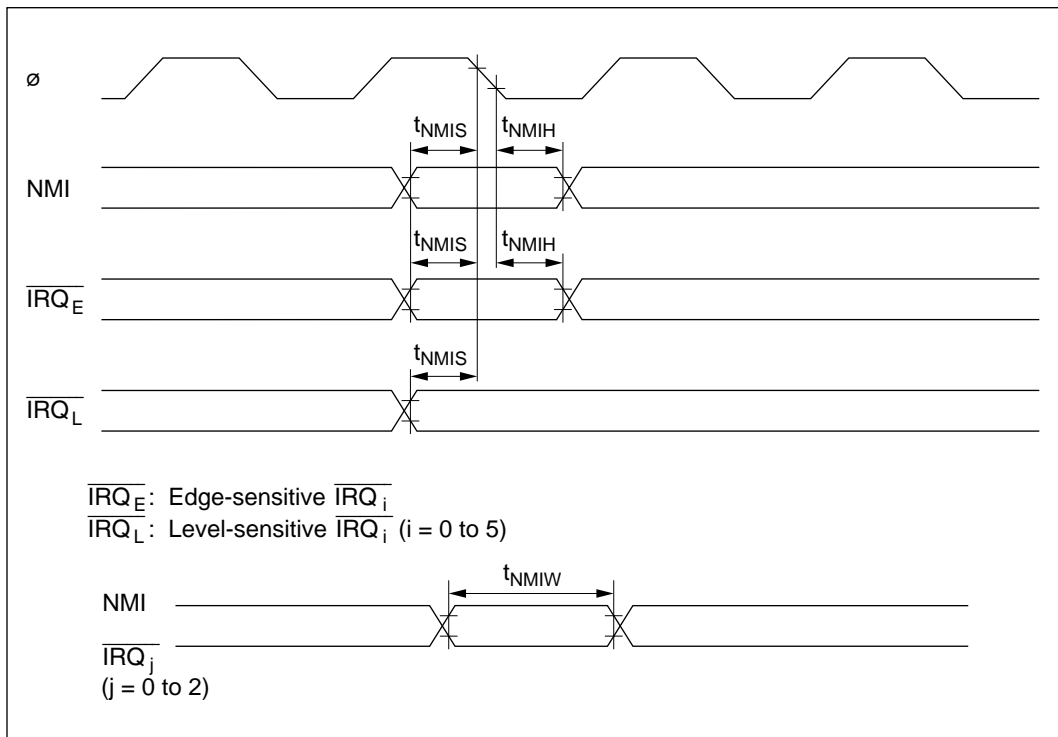 ø
tNMIS tNMIH
NMI
tNMIS tNMIH
IRQE
tNMIS
IRQL
IRQE: Edge-sensitive IRQi
IRQL: Level-sensitive IRQi (i = 0 to 5)
tNMIW
NMI
IRQj
(j = 0 to 2)